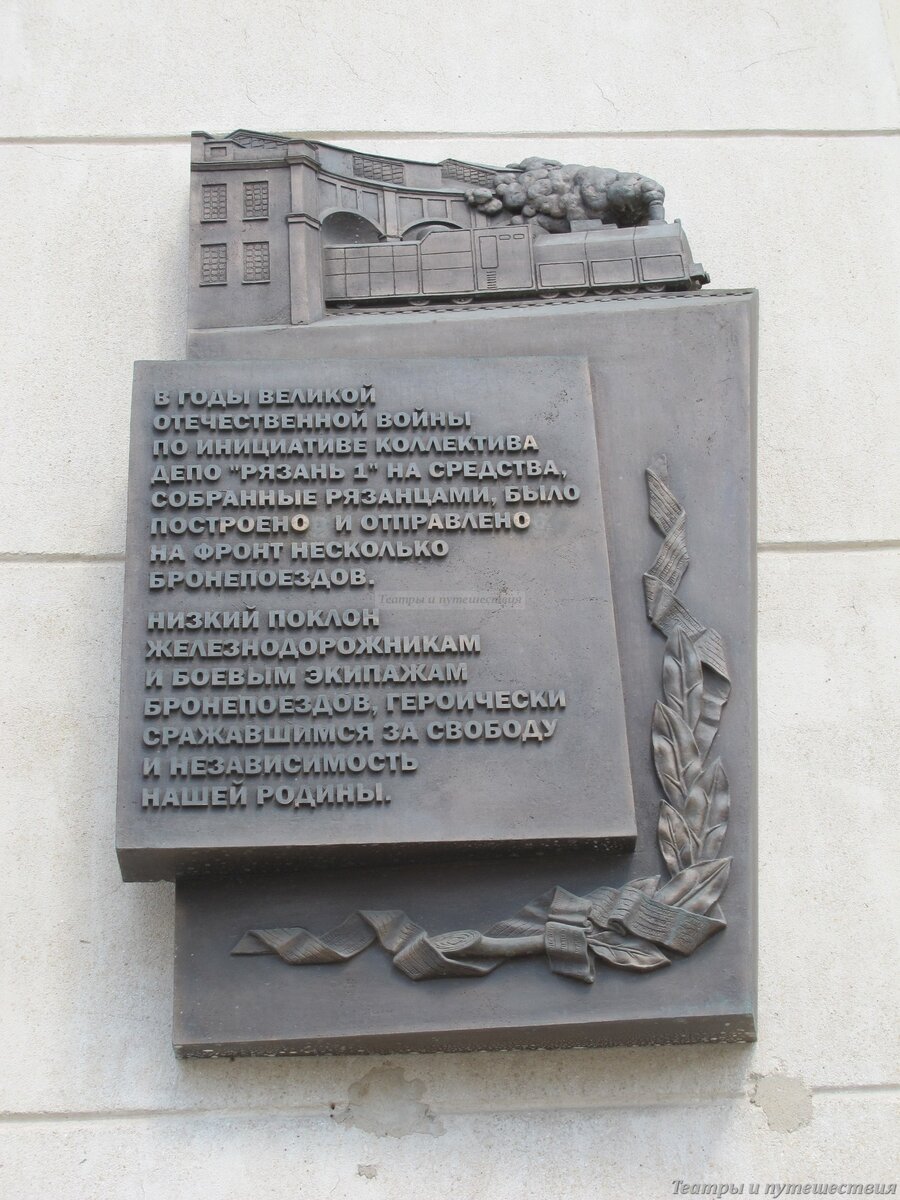 В ГОДЫ ВЕЛИКОЙ
ОТЕЧЕСТВЕННОЙ ВОЙНЫ
ПО ИНИЦИАТИВЕ КОЛЛЕКТИВА
ДЕПО "РЯЗАНЬ 1" НА СРЕДСТВА,
СОБРАННЫЕ РЯЗАНЦАМИ, БЫЛО
ПОСТРОЕНО И ОТПРАВЛЕНО
НА ФРОНТ НЕСКОЛЬКО
БРОНЕПОЕЗДОВ.
Театры и путешествия
НИЗКИЙ ПОКЛОН
ЖЕЛЕЗНОДОРОЖНИКАМ
И БОЕВЫМ ЭКИПАЖАМ
БРОНЕПОЕЗДОВ, ГЕРОИЧЕСКИ
СРАЖАВШИМСЯ ЗА СВОБОДУ
И НЕЗАВИСИМОСТЬ
НАШЕЙ РОДИНЫ.
Театры и путешествия